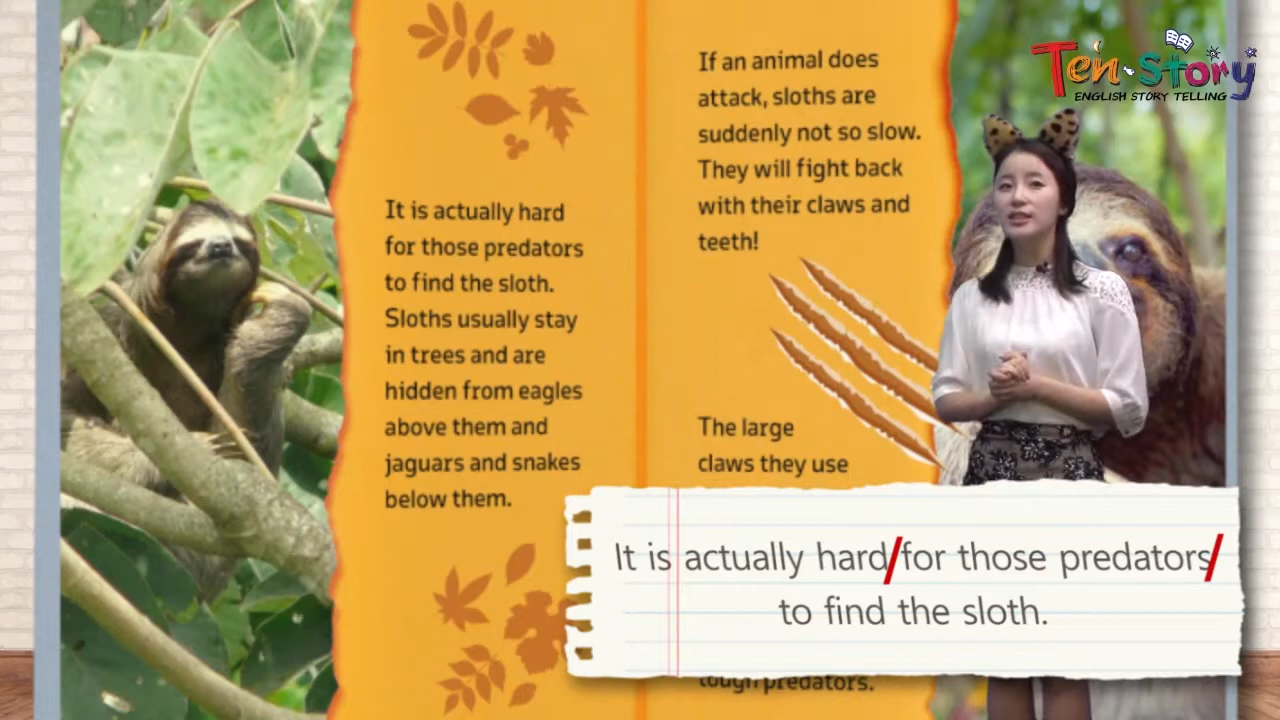 Ten Story
ENGLISH STORY TELLING
It is actually hard
for those predators
to find the sloth.
Sloths usually stay
in trees and are
hidden from eagles
above them and
jaguars and snakes
below them.
If an animal does
attack, sloths are
suddenly not so slow.
They will fight back
with their claws and
teeth!
The large
claws they use
tough predators.
It is actually hard/for those predators/
to find the sloth.